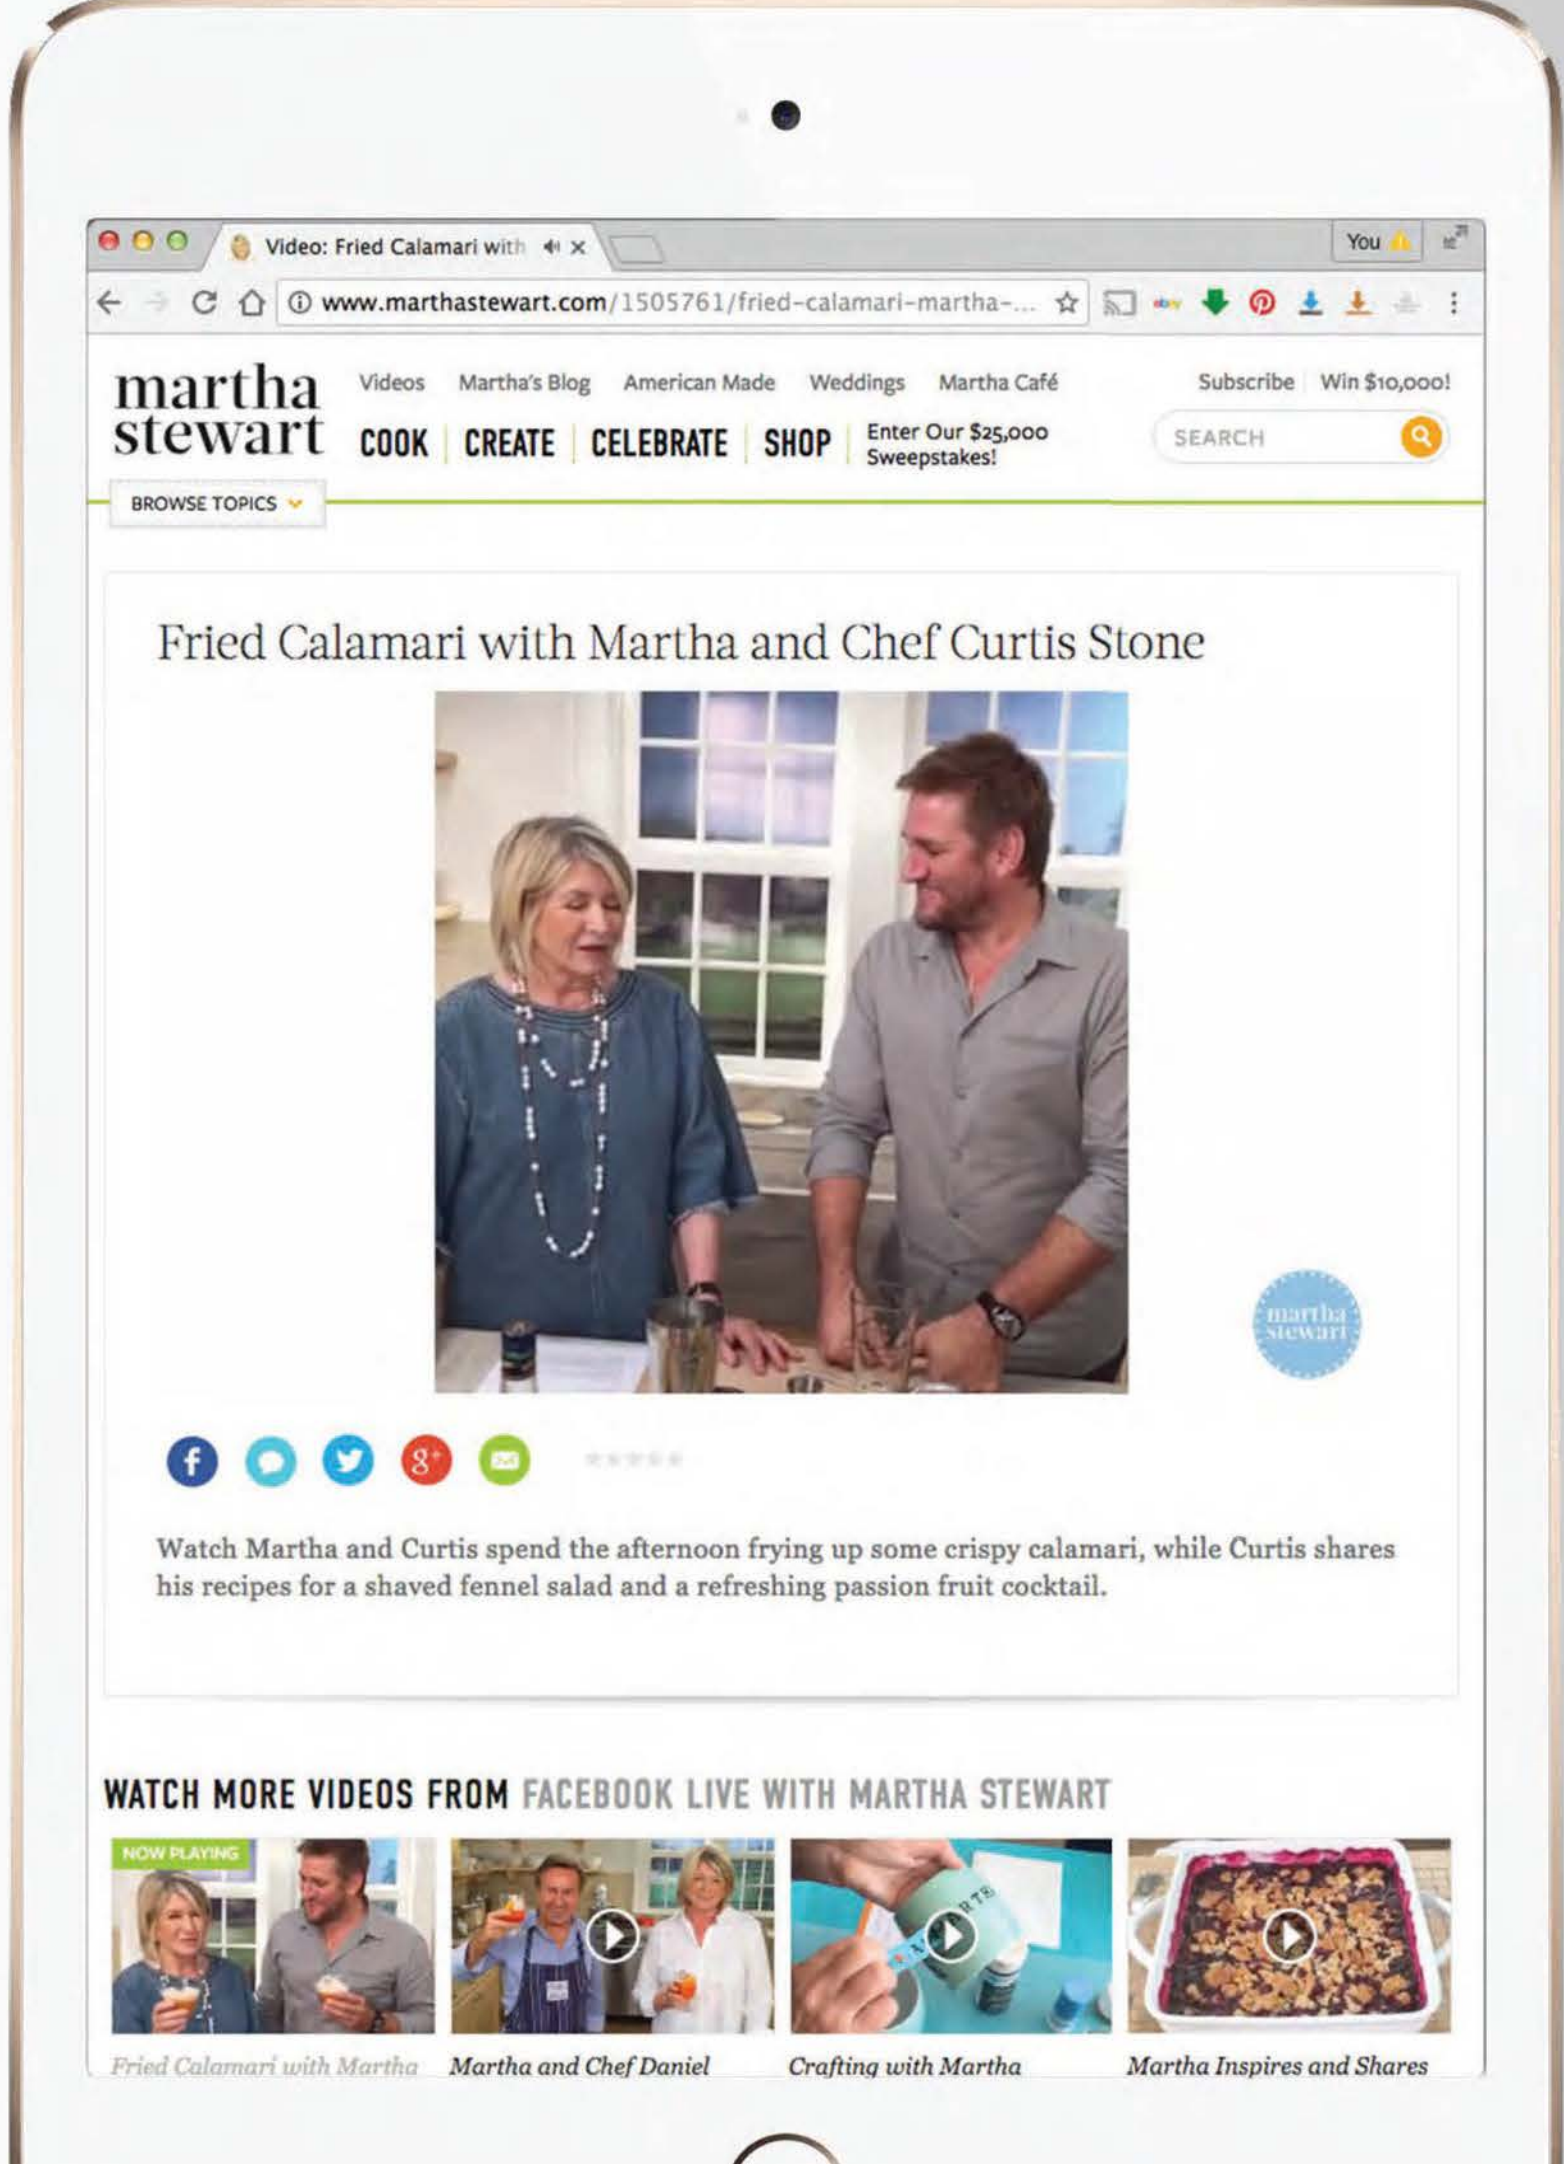 Video: Fried Calamari with
You
www.marthastewart.com/1505761/fried-calamari-martha-...
ebay
martha
stewart
Videos
Martha's Blog
American Made
Weddings
Martha Café
Subscribe
Win $10,000!
COOK
CREATE
CELEBRATE
SHOP
Enter Our $25,000
Sweepstakes!
SEARCH
BROWSE TOPICS
Fried Calamari with Martha and Chef Curtis Stone
martha
stewart
f
g+
Watch Martha and Curtis spend the afternoon frying up some crispy calamari, while Curtis shares
his recipes for a shaved fennel salad and a refreshing passion fruit cocktail.
WATCH MORE VIDEOS FROM FACEBOOK LIVE WITH MARTHA STEWART
NOW PLAYING
Fried Calamari with Martha
Martha and Chef Daniel
Crafting with Martha
Martha Inspires and Shares